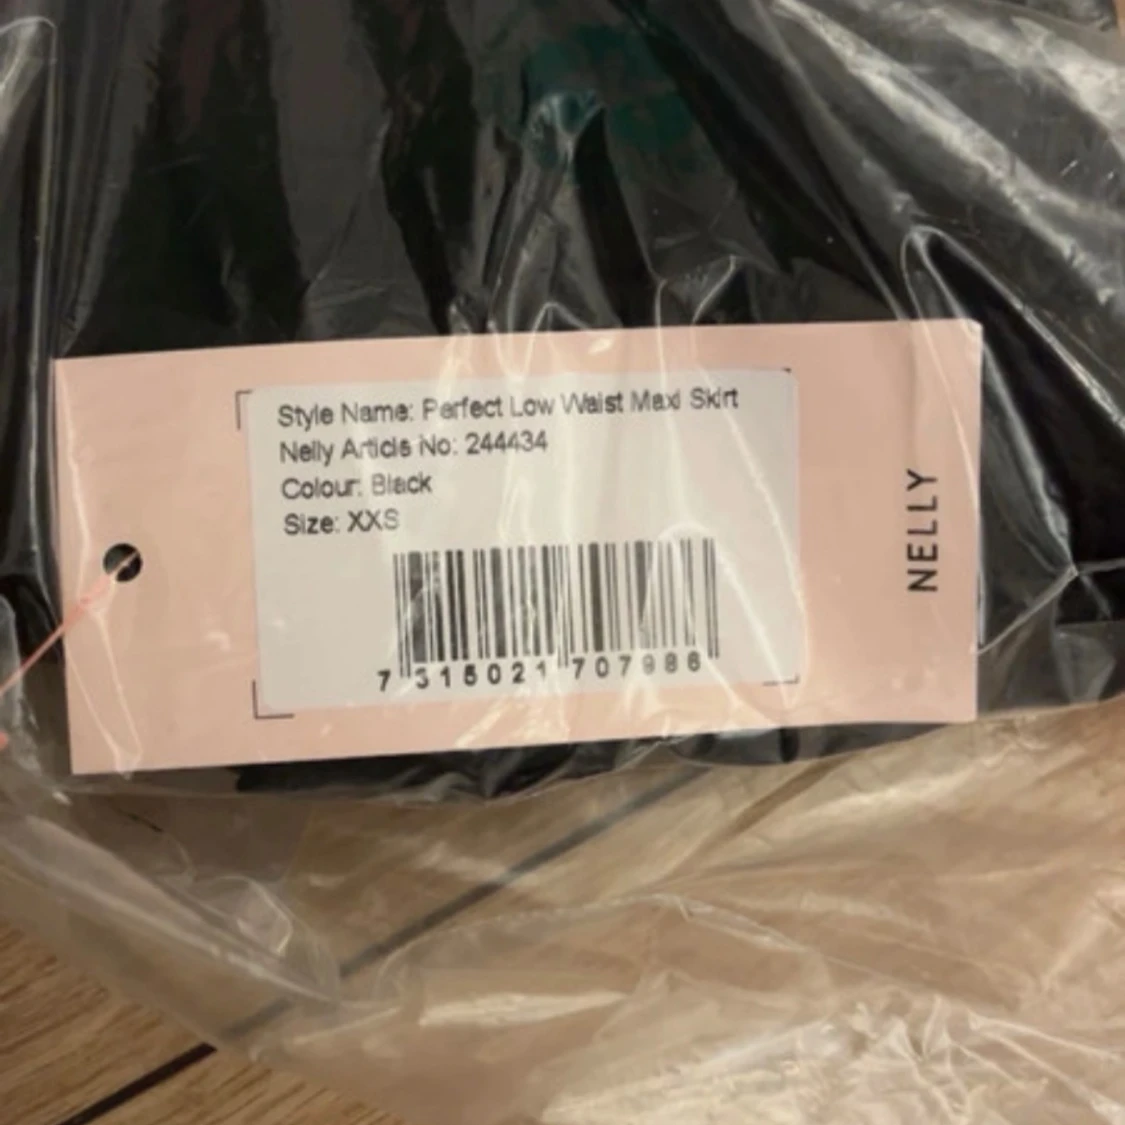 Style Name: Perfect Low Waist Maxi Skirt
Nelly Article No: 244434
Colour: Black
Size: XXS
7 315021 707986
NELLY